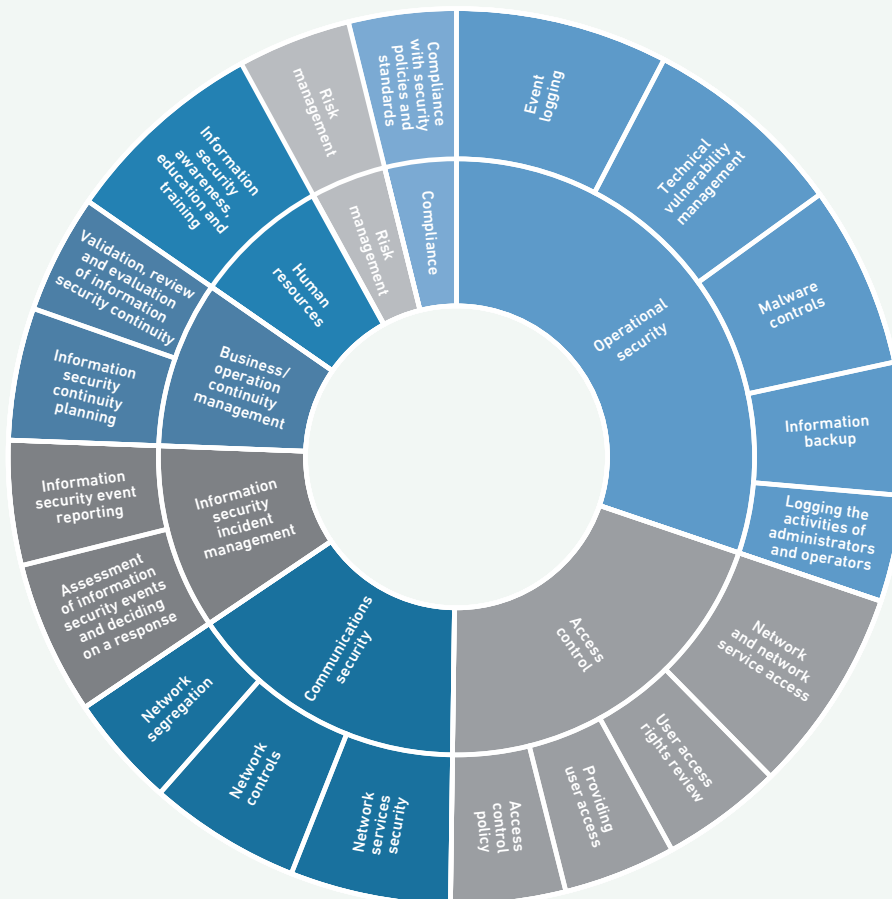 Event
logging
Technical
vulnerability
management
Malware
controls
Information
backup
Logging the
activities of
administrators
and operators
Network
and network
service access
User access
rights review
Providing
user access
Access
control
policy
Network
services
security
Network
controls
Network
segregation
Assessment
of information
security events
and deciding
on a response
Information
security event
reporting
Information
security
continuity
planning
Validation, review
and evaluation
of information
security continuity
Information
security
awareness,
education and
training
Risk
management
Compliance
with security
policies and
standards
Operational
security
Access
control
Communications
security
Information
security
incident
management
Business/
operation
continuity
management
Human
resources
Risk
management
Compliance